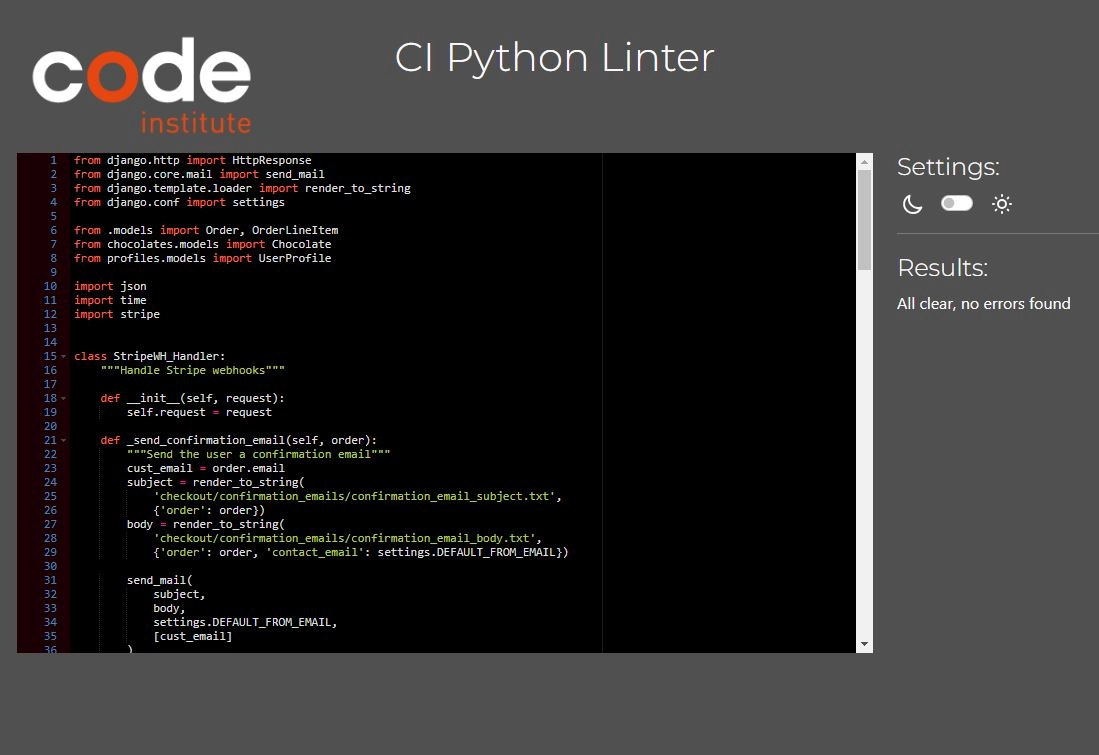 code
institute
CI Python Linter
1 from django.http import HttpResponse
2 from django.core.mail import send_mail
3 from django.template.loader import render_to_string
4 from django.conf import settings
5
6 from .models import Order, OrderLineItem
7 from chocolates.models import Chocolate
8 from profiles.models import UserProfile
9
10 import json
11 import time
12 import stripe
13
14
15 class StripeWH_Handler:
16     """Handle Stripe webhooks"""
17
18     def __init__(self, request):
19         self.request = request
20
21     def _send_confirmation_email(self, order):
22         """Send the user a confirmation email"""
23         cust_email = order.email
24         subject = render_to_string(
25             'checkout/confirmation_emails/confirmation_email_subject.txt',
26             {'order': order})
27         body = render_to_string(
28             'checkout/confirmation_emails/confirmation_email_body.txt',
29             {'order': order, 'contact_email': settings.DEFAULT_FROM_EMAIL})
30
31         send_mail(
32             subject,
33             body,
34             settings.DEFAULT_FROM_EMAIL,
35             [cust_email]
36         )
Settings:
Results:
All clear, no errors found